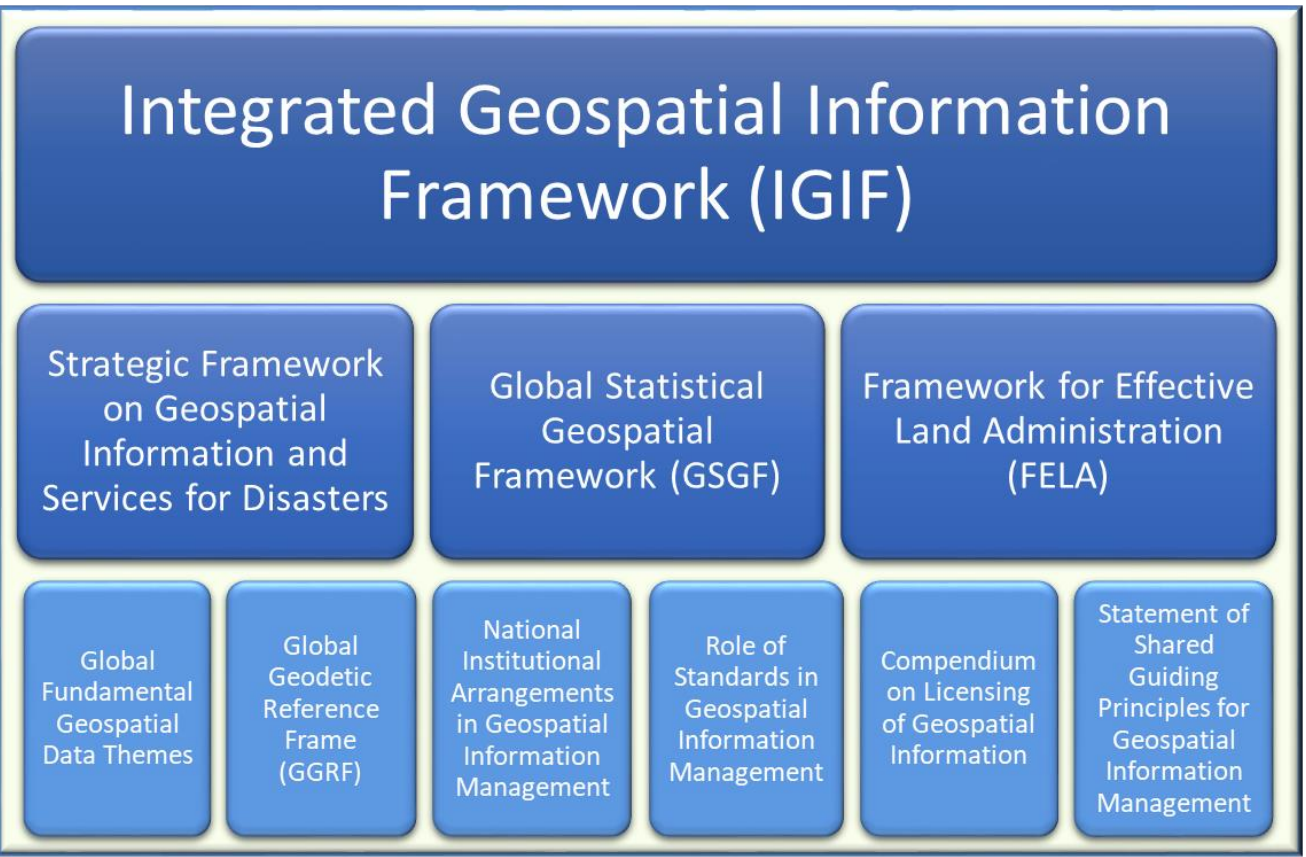 Integrated Geospatial Information
Framework (IGIF)
Strategic Framework
on Geospatial
Information and
Services for Disasters
Global Statistical
Geospatial
Framework (GSGF)
Framework for Effective
Land Administration
(FELA)
Global
Fundamental
Geospatial
Data Themes
Global
Geodetic
Reference
Frame
(GGRF)
National
Institutional
Arrangements
in Geospatial
Information
Management
Role of
Standards in
Geospatial
Information
Management
Compendium
on Licensing
of Geospatial
Information
Statement of
Shared
Guiding
Principles for
Geospatial
Information
Management